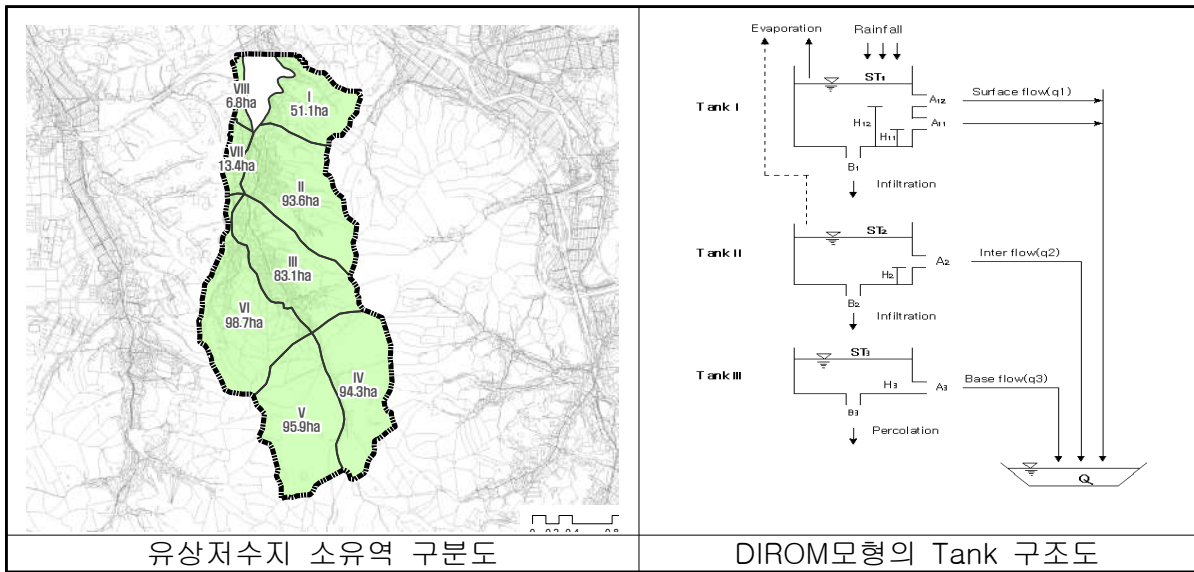 VIII
6.8ha
I
51.1ha
VII
13.4ha
II
93.6ha
III
83.1ha
VI
98.7ha
IV
94.3ha
V
95.9ha
유상저수지 소유역 구분도
Evaporation
Rainfall
ST1
Tank I
H12
H11
A12
A11
Surface flow(q1)
B1
Infiltration
ST2
Tank II
H2
A2
Inter flow(q2)
B2
Infiltration
ST3
Tank III
H3
A3
Base flow(q3)
B3
Percolation
Q
DIROM모형의 Tank 구조도